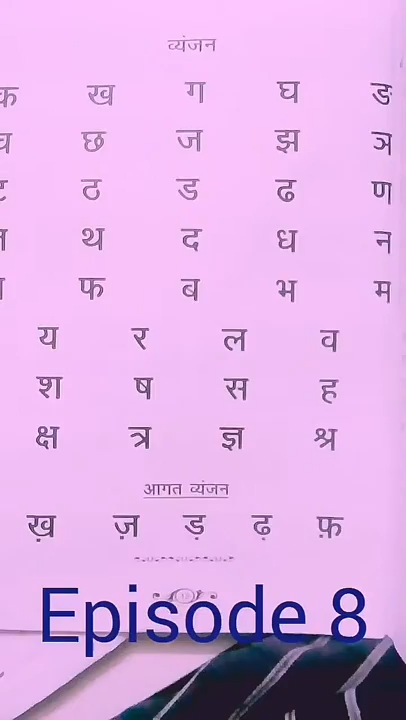 व्यंजन
क ख ग घ ङ
च छ ज झ ञ
ट ठ ड ढ ण
थ द ध न
फ ब भ म
य र ल व
श ष स ह
क्ष त्र ज्ञ श्र
आगत व्यंजन
ख़ ज़ ड़ ढ़ फ़
Episode 8